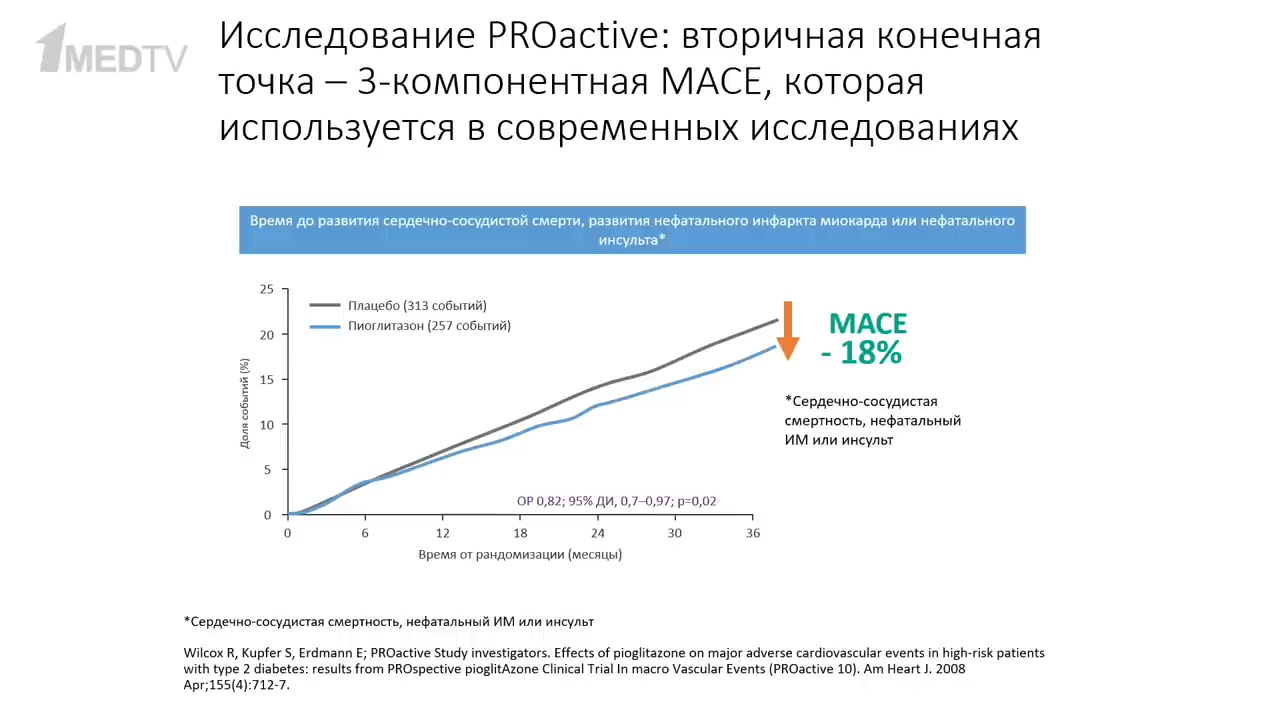 1MEDTV
Исследование PROactive: вторичная конечная
точка – 3-компонентная MACE, которая
используется в современных исследованиях
Время до развития сердечно-сосудистой смерти, развития нефатального инфаркта миокарда или нефатального
инсульта*
Доля событий (%)
25
20
15
10
5
0
Плацебо (313 событий)
Пиоглитазон (257 событий)
ОР 0,82; 95% ДИ, 0,7–0,97; p=0,02
0 6 12 18 24 30 36
Время от рандомизации (месяцы)
MACE
- 18%
*Сердечно-сосудистая
смертность, нефатальный
ИМ или инсульт
*Сердечно-сосудистая смертность, нефатальный ИМ или инсульт
Wilcox R, Kupfer S, Erdmann E; PROactive Study investigators. Effects of pioglitazone on major adverse cardiovascular events in high-risk patients
with type 2 diabetes: results from PROspective pioglitAzone Clinical Trial In macro Vascular Events (PROactive 10). Am Heart J. 2008
Apr;155(4):712-7.